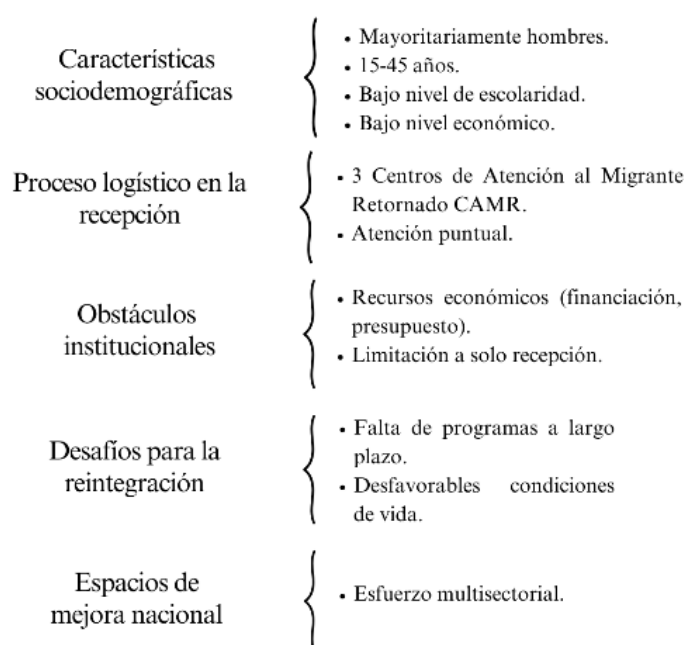 Características
sociodemográficas
• Mayoritariamente hombres.
• 15-45 años.
• Bajo nivel de escolaridad.
• Bajo nivel económico.
Proceso logístico en la
recepción
• 3 Centros de Atención al Migrante
Retornado CAMR.
• Atención puntual.
Obstáculos
institucionales
• Recursos económicos (financiación,
presupuesto).
• Limitación a solo recepción.
Desafíos para la
reintegración
• Falta de programas a largo
plazo.
• Desfavorables condiciones
de vida.
Espacios de
mejora nacional
• Esfuerzo multisectorial.